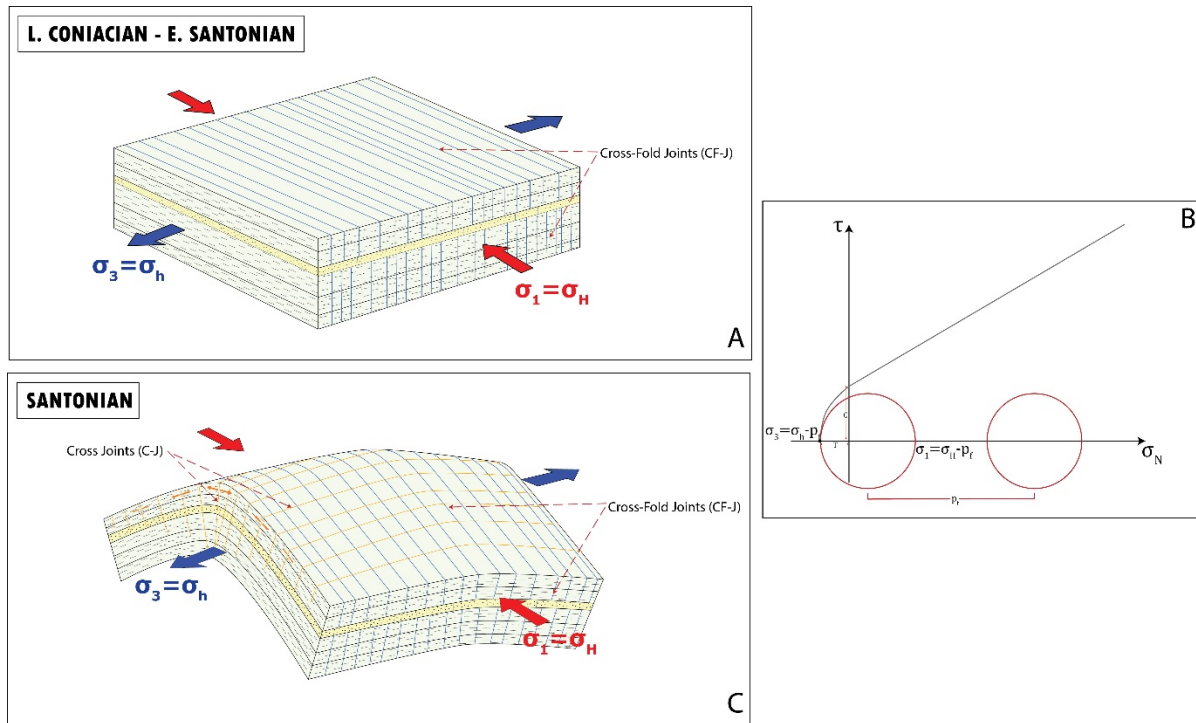 L. CONIACIAN - E. SANTONIAN
Cross-Fold Joints (CF-J)
σ3=σh
σ1=σH
A
SANTONIAN
Cross Joints (C-J)
Cross-Fold Joints (CF-J)
σ3=σh
σ1=σH
C
B
τ
c
σ3=σh-p
T
σ1=σH-pf
σN
pf